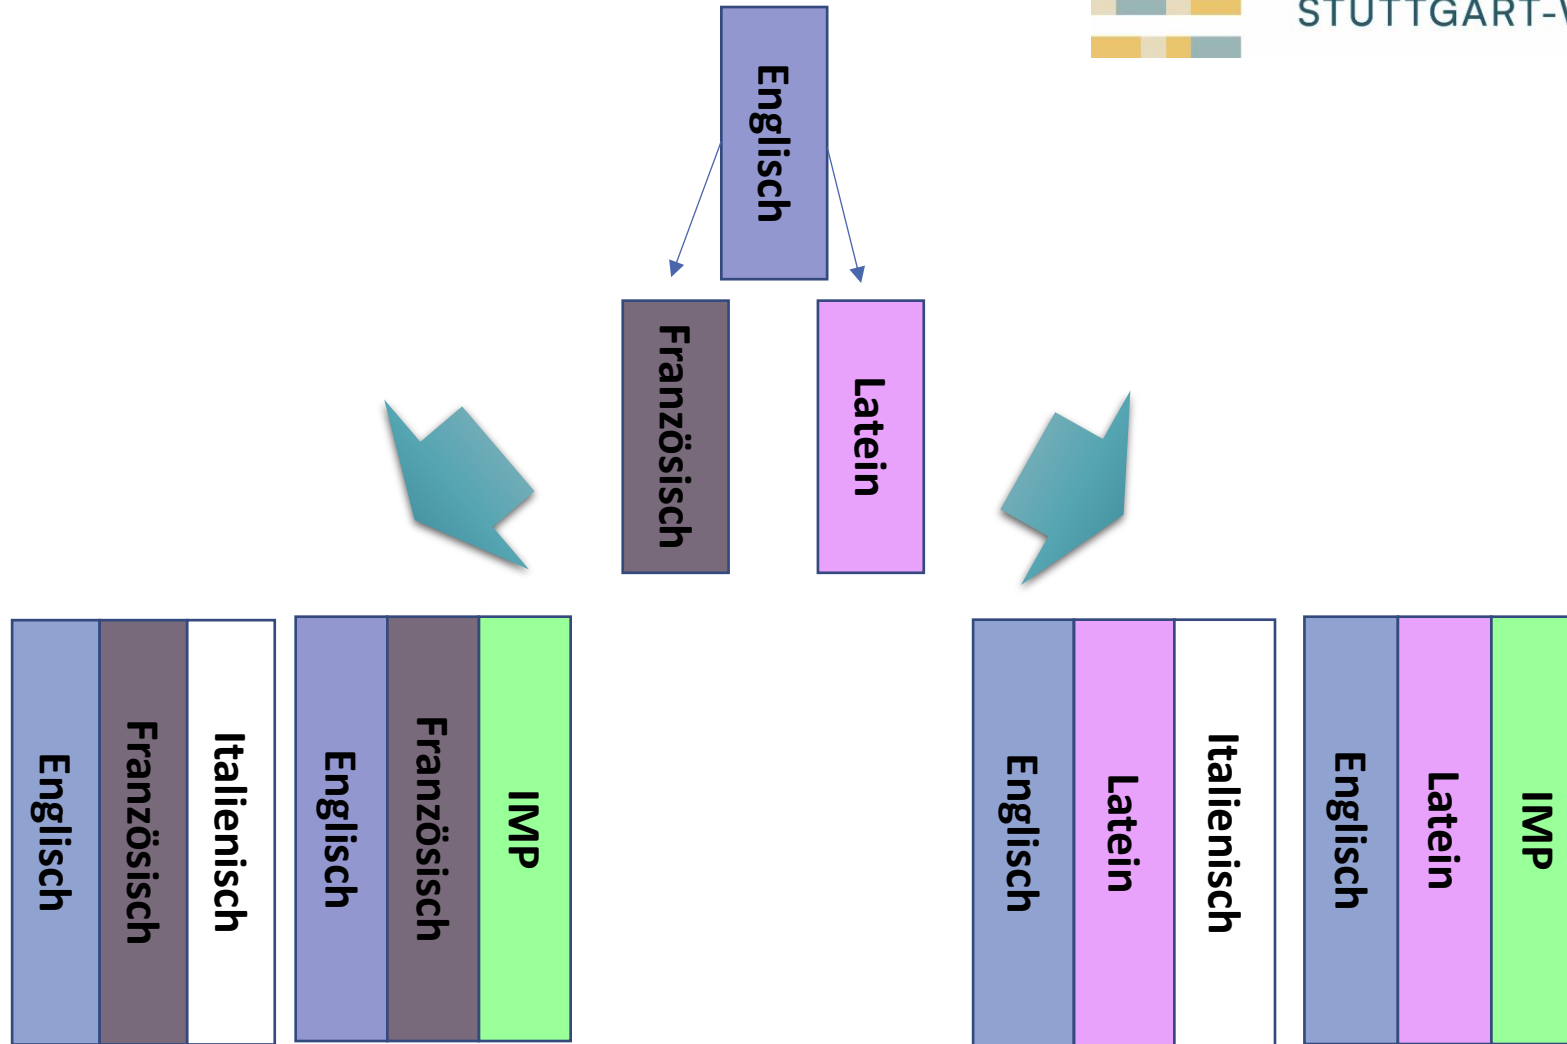 STUTTGART-
Englisch
Französisch
Latein
Englisch
Französisch
Italienisch
Englisch
Französisch
IMP
Englisch
Latein
Italienisch
Englisch
Latein
IMP